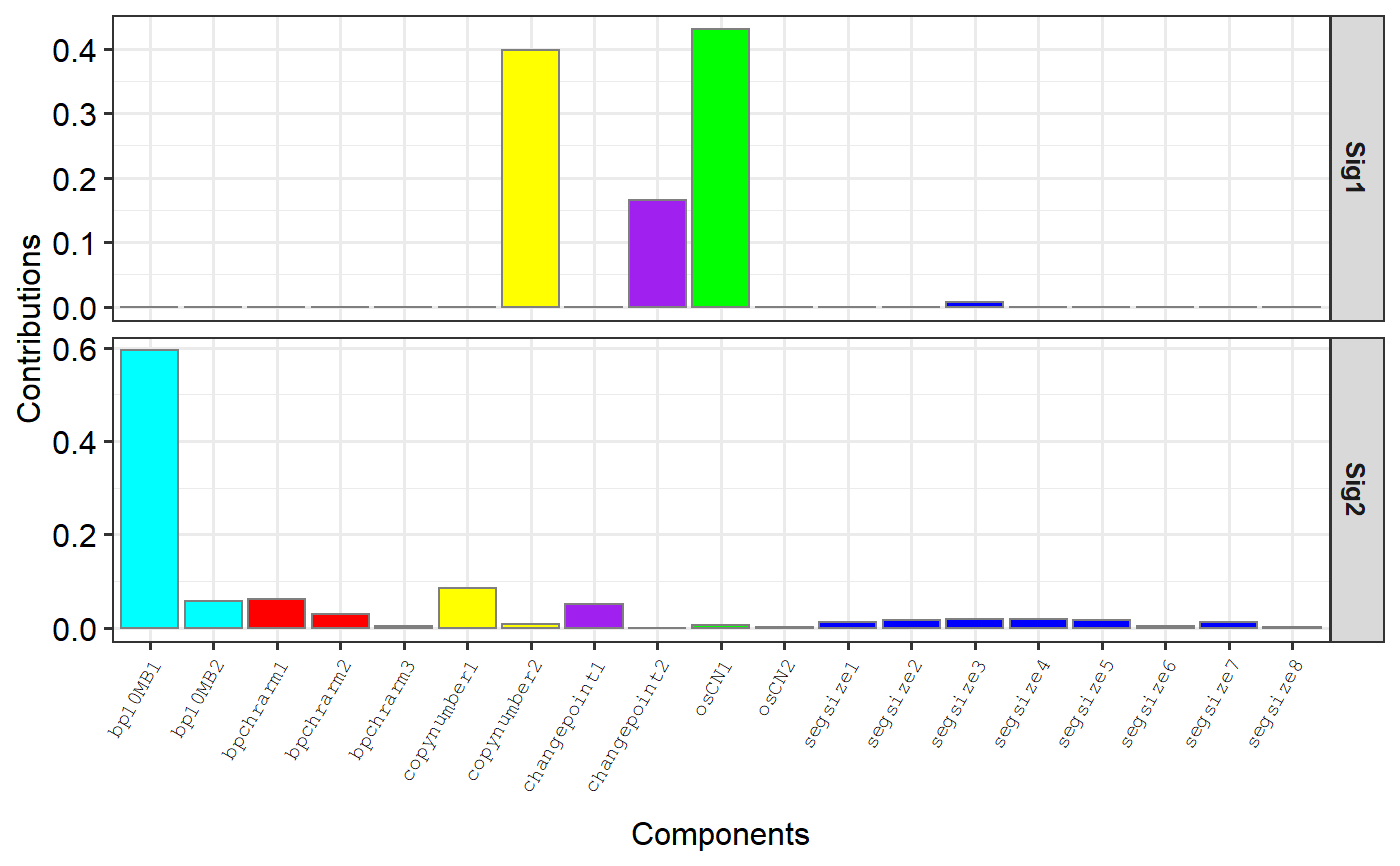 Contributions
0.4
0.3
0.2
0.1
0.0
Sig1
0.6
0.4
0.2
0.0
Sig2
bp10MB1
bp10MB2
bpchrarm1
bpchrarm2
bpchrarm3
copynumber1
copynumber2
changepoint1
changepoint2
osCN1
osCN2
segsize1
segsize2
segsize3
segsize4
segsize5
segsize6
segsize7
segsize8
Components